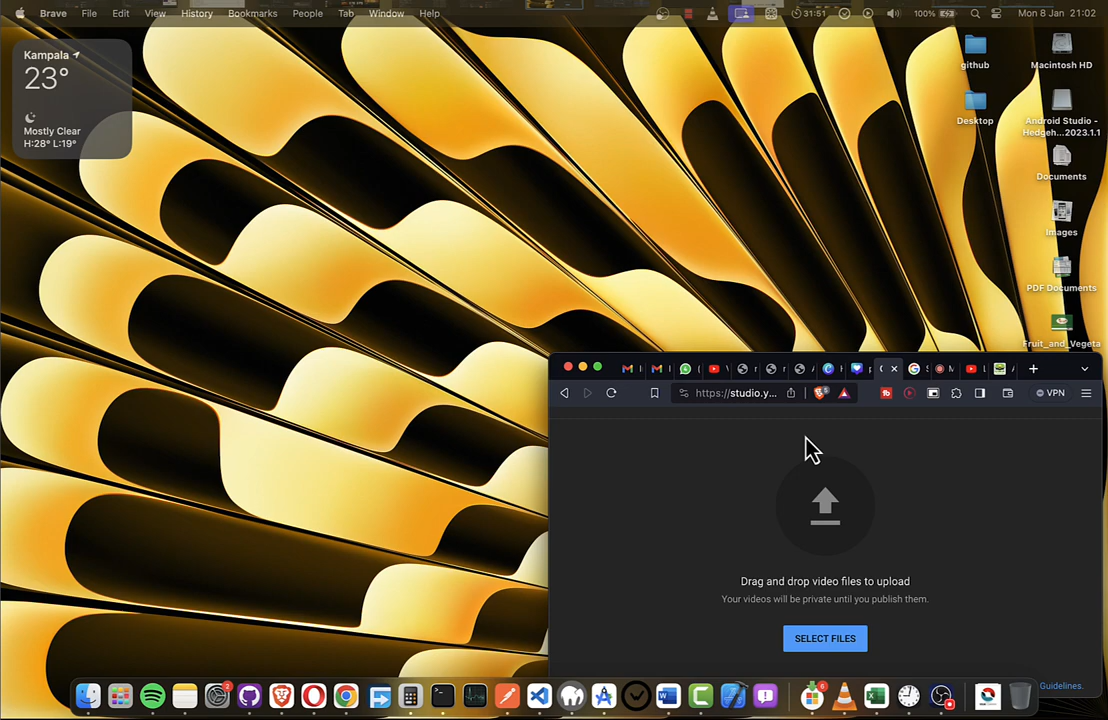 Brave File Edit View History Bookmarks People Tab Window Help 31:51 100% Mon 8 Jan 21:02
Kampala
23°
Mostly Clear
H:28° L:19°
github
Macintosh HD
Desktop
Android Studio -
Hedgeh...2023.1.1
Documents
Images
PDF Documents
Fruit_and_Vegeta
https://studio.y... VPN
Drag and drop video files to upload
Your videos will be private until you publish them.
SELECT FILES
Guidelines.